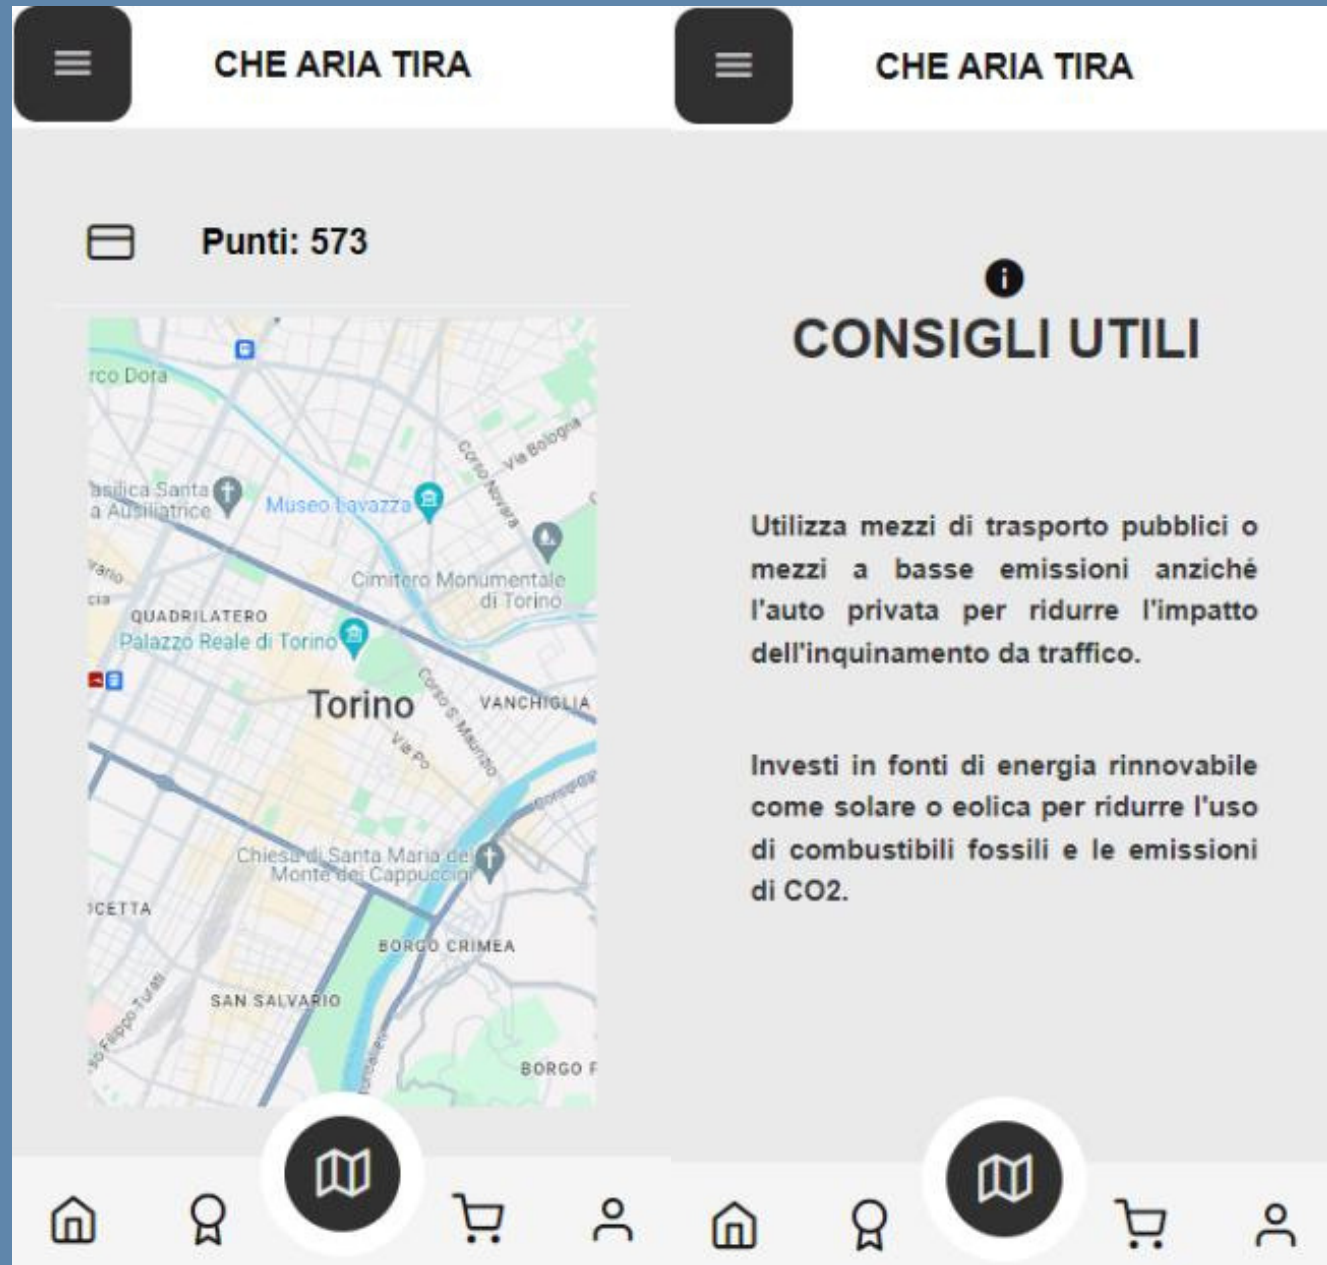 CHE ARIA TIRA
Punti: 573
rco Dora
Via Bologna
Corso Novara
asilica Santa
a Ausiliatrice
Museo Lavazza
Cimitero Monumentale
di Torino
QUADRILATERO
Palazzo Reale di Torino
Torino
Corso S. Maurizio
VANCHIGLIA
Via Po
Chiesa di Santa Maria del
Monte dei Cappuccini
OCETTA
BORGO CRIMEA
SAN SALVARIO
so Filippo Turati
BORGO F
CHE ARIA TIRA
CONSIGLI UTILI
Utilizza mezzi di trasporto pubblici o
mezzi a basse emissioni anziché
l'auto privata per ridurre l'impatto
dell'inquinamento da traffico.
Investi in fonti di energia rinnovabile
come solare o eolica per ridurre l'uso
di combustibili fossili e le emissioni
di CO2.